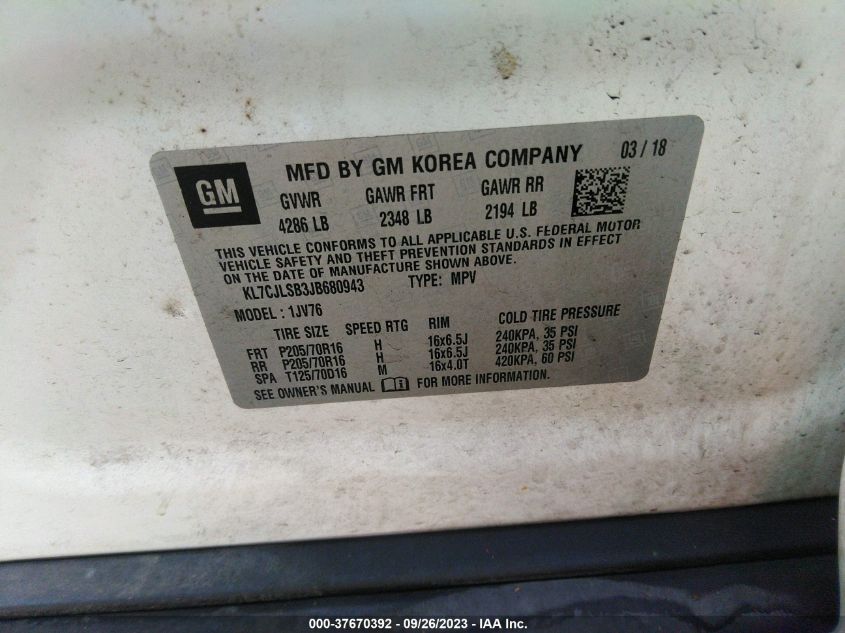 GM
MFD BY GM KOREA COMPANY 03 / 18
GVWR GAWR FRT GAWR RR
4286 LB 2348 LB 2194 LB
THIS VEHICLE CONFORMS TO ALL APPLICABLE U.S. FEDERAL MOTOR
VEHICLE SAFETY AND THEFT PREVENTION STANDARDS IN EFFECT
ON THE DATE OF MANUFACTURE SHOWN ABOVE.
KL7CJLSB3JB680943 TYPE: MPV
MODEL : 1JV76
TIRE SIZE SPEED RTG RIM COLD TIRE PRESSURE
FRT P205/70R16 H 16x6.5J 240KPA, 35 PSI
RR P205/70R16 H 16x6.5J 240KPA, 35 PSI
SPA T125/70D16 M 16x4.0T 420KPA, 60 PSI
SEE OWNER'S MANUAL FOR MORE INFORMATION.
000-37670392 - 09/26/2023 - IAA Inc.